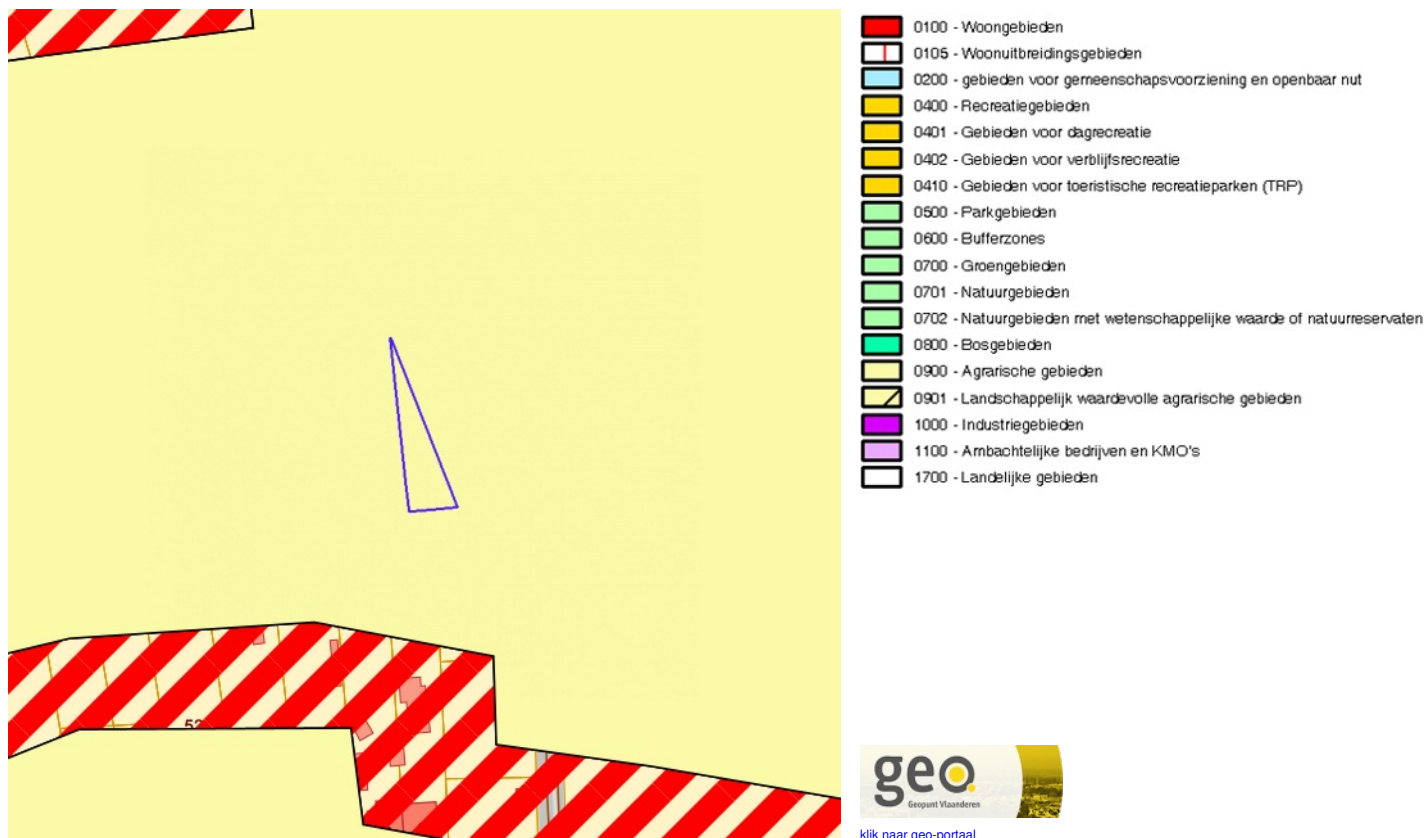 0100 - Woongebieden
0105 - Woonuitbreidingsgebieden
0200 - gebieden voor gemeenschapsvoorziening en openbaar nut
0400 - Recreatiegebieden
0401 - Gebieden voor dagrecreatie
0402 - Gebieden voor verblijfsrecreatie
0410 - Gebieden voor toeristische recreatieparken (TRP)
0500 - Parkgebieden
0600 - Bufferzones
0700 - Groengebieden
0701 - Natuurgebieden
0702 - Natuurgebieden met wetenschappelijke waarde of natuurreservaten
0800 - Bosgebieden
0900 - Agrarische gebieden
0901 - Landschappelijk waardevolle agrarische gebieden
1000 - Industriegebieden
1100 - Ambachtelijke bedrijven en KMO's
1700 - Landelijke gebieden
geo
Geopunt Vlaanderen
klik naar geo-portaal